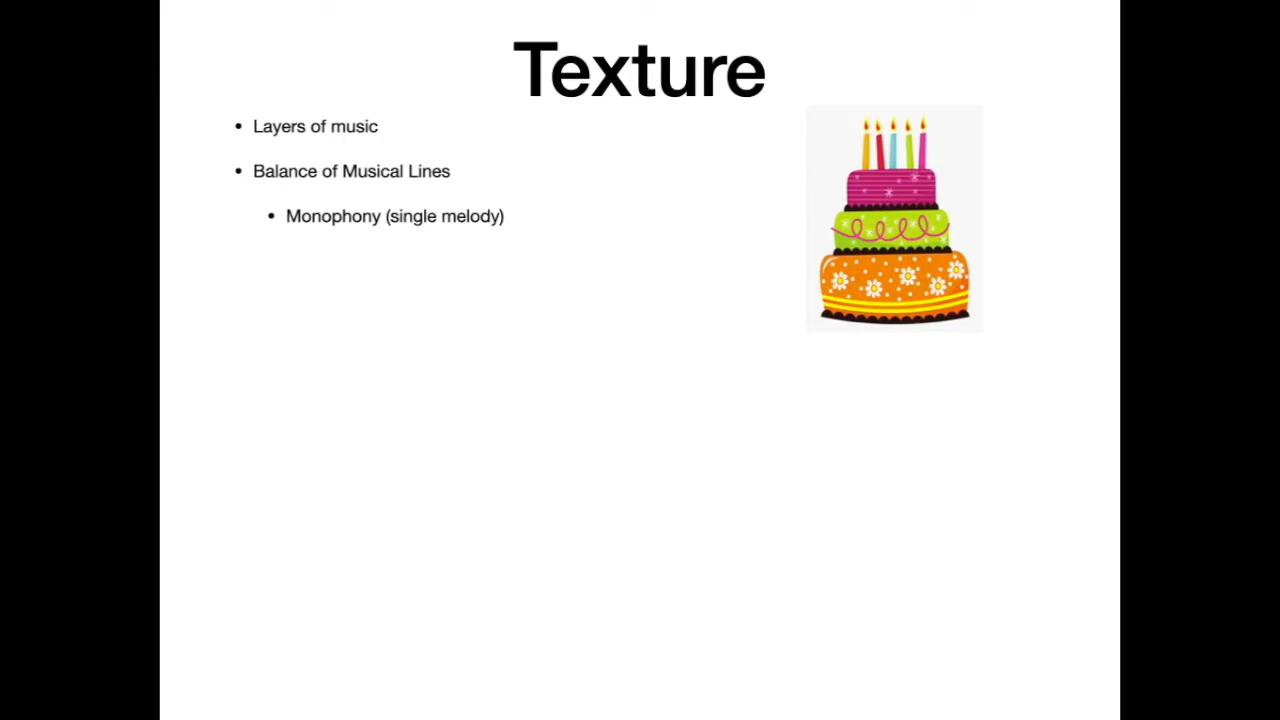 Texture
• Layers of music
• Balance of Musical Lines
• Monophony (single melody)